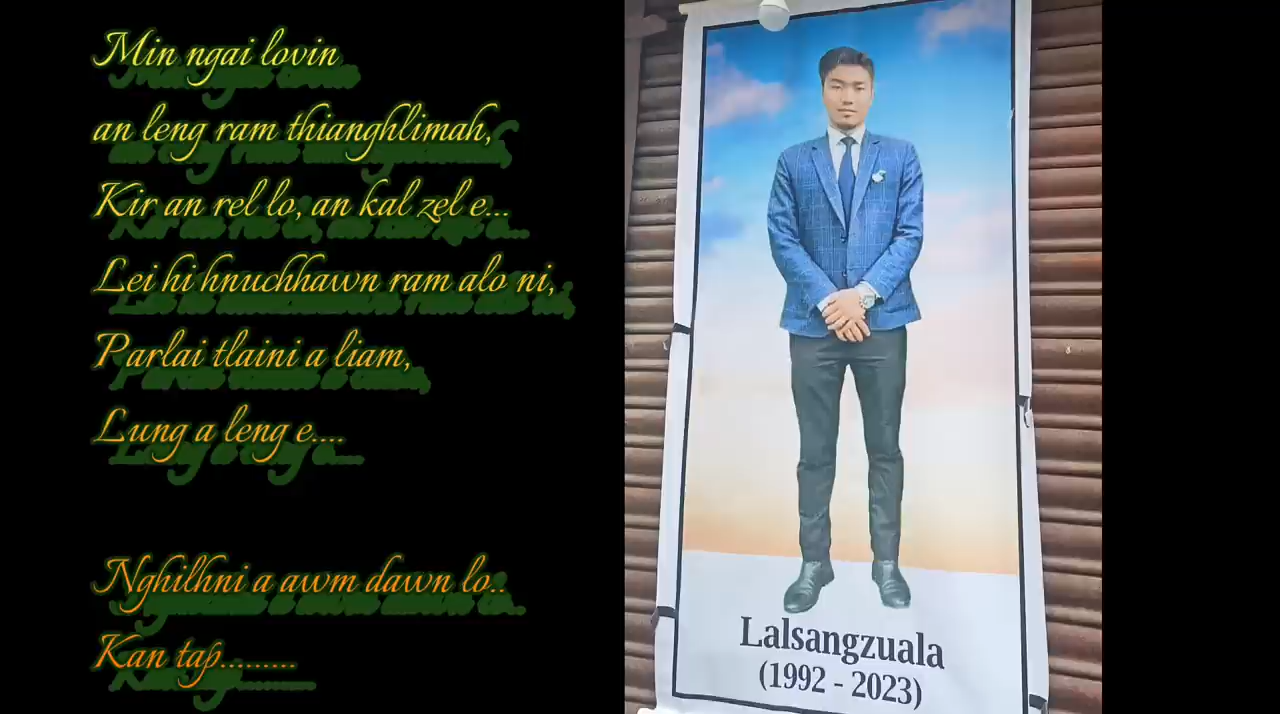 Min ngai lovin
an leng ram thianghlimah,
Kir an rel lo, an kal zel e...
Lei hi hnuchhawn ram alo ni,
Parlai tlaini a liam,
Lung a leng e....
Nghilhni a awm dawn lo..
Kan tap.........
Lalsangzuala
(1992 - 2023)